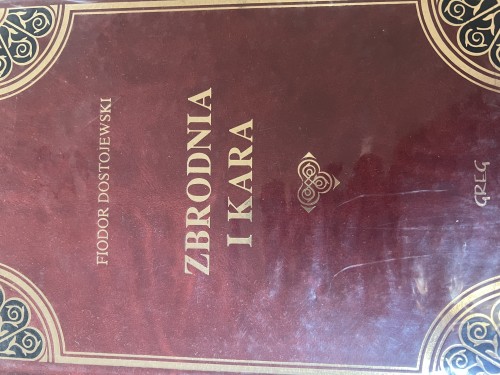 FIODOR DOSTOJEWSKI
ZBRODNIA
I KARA
GREG